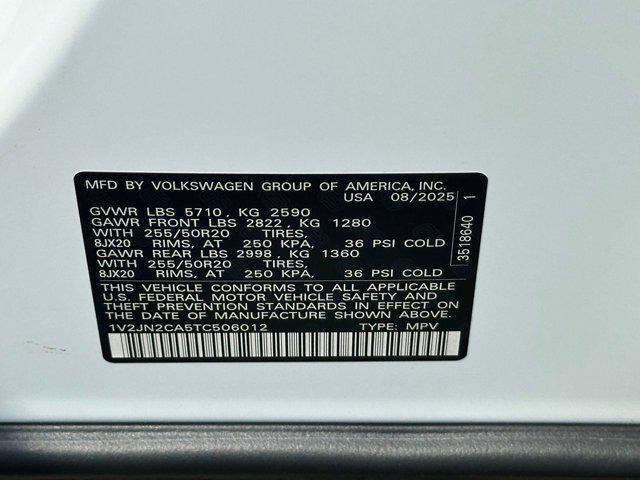 MFD BY VOLKSWAGEN GROUP OF AMERICA, INC.
USA 08/2025
GVWR LBS 5710, KG 2590
GAWR FRONT LBS 2822, KG 1280
WITH 255/50R20 TIRES,
8JX20 RIMS, AT 250 KPA, 36 PSI COLD
GAWR REAR LBS 2998, KG 1360
WITH 255/50R20 TIRES,
8JX20 RIMS, AT 250 KPA, 36 PSI COLD
THIS VEHICLE CONFORMS TO ALL APPLICABLE
U.S. FEDERAL MOTOR VEHICLE SAFETY AND
THEFT PREVENTION STANDARDS IN EFFECT ON
THE DATE OF MANUFACTURE SHOWN ABOVE.
1V2JN2CA5TC506012 TYPE: MPV
3518640 1